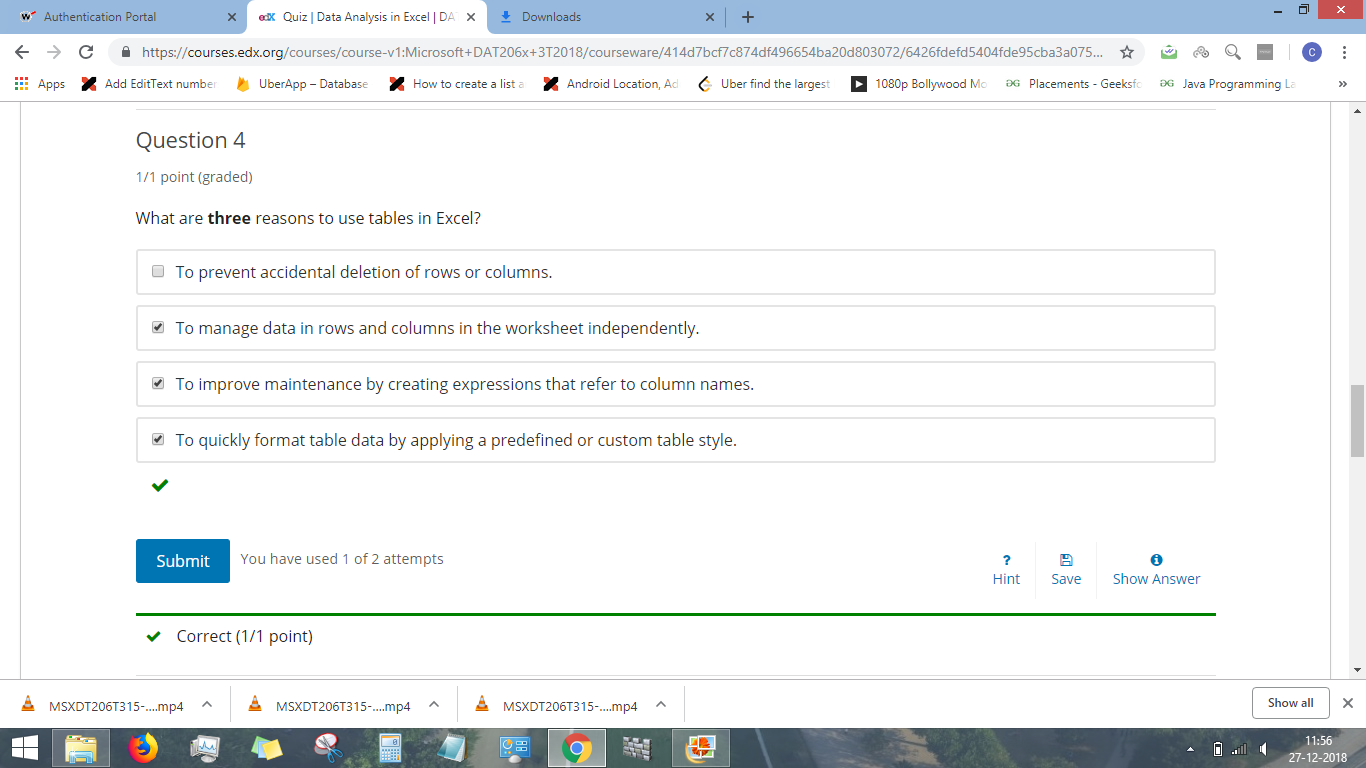 Authentication Portal
edX Quiz | Data Analysis in Excel | DA
Downloads
https://courses.edx.org/courses/course-v1:Microsoft+DAT206x+3T2018/courseware/414d7bcf7c874df496654ba20d803072/6426fdefd5404fde95cba3a075...
C
Apps
Add EditText number
UberApp – Database
How to create a list a
Android Location, Ad
Uber find the largest
1080p Bollywood Mo
Placements - Geeksfo
Java Programming La
»
Question 4
1/1 point (graded)
What are three reasons to use tables in Excel?
To prevent accidental deletion of rows or columns.
To manage data in rows and columns in the worksheet independently.
To improve maintenance by creating expressions that refer to column names.
To quickly format table data by applying a predefined or custom table style.
Submit
You have used 1 of 2 attempts
? Hint
Save
Show Answer
Correct (1/1 point)
MSXDT206T315-....mp4
MSXDT206T315-....mp4
MSXDT206T315-....mp4
Show all
11:56
27-12-2018